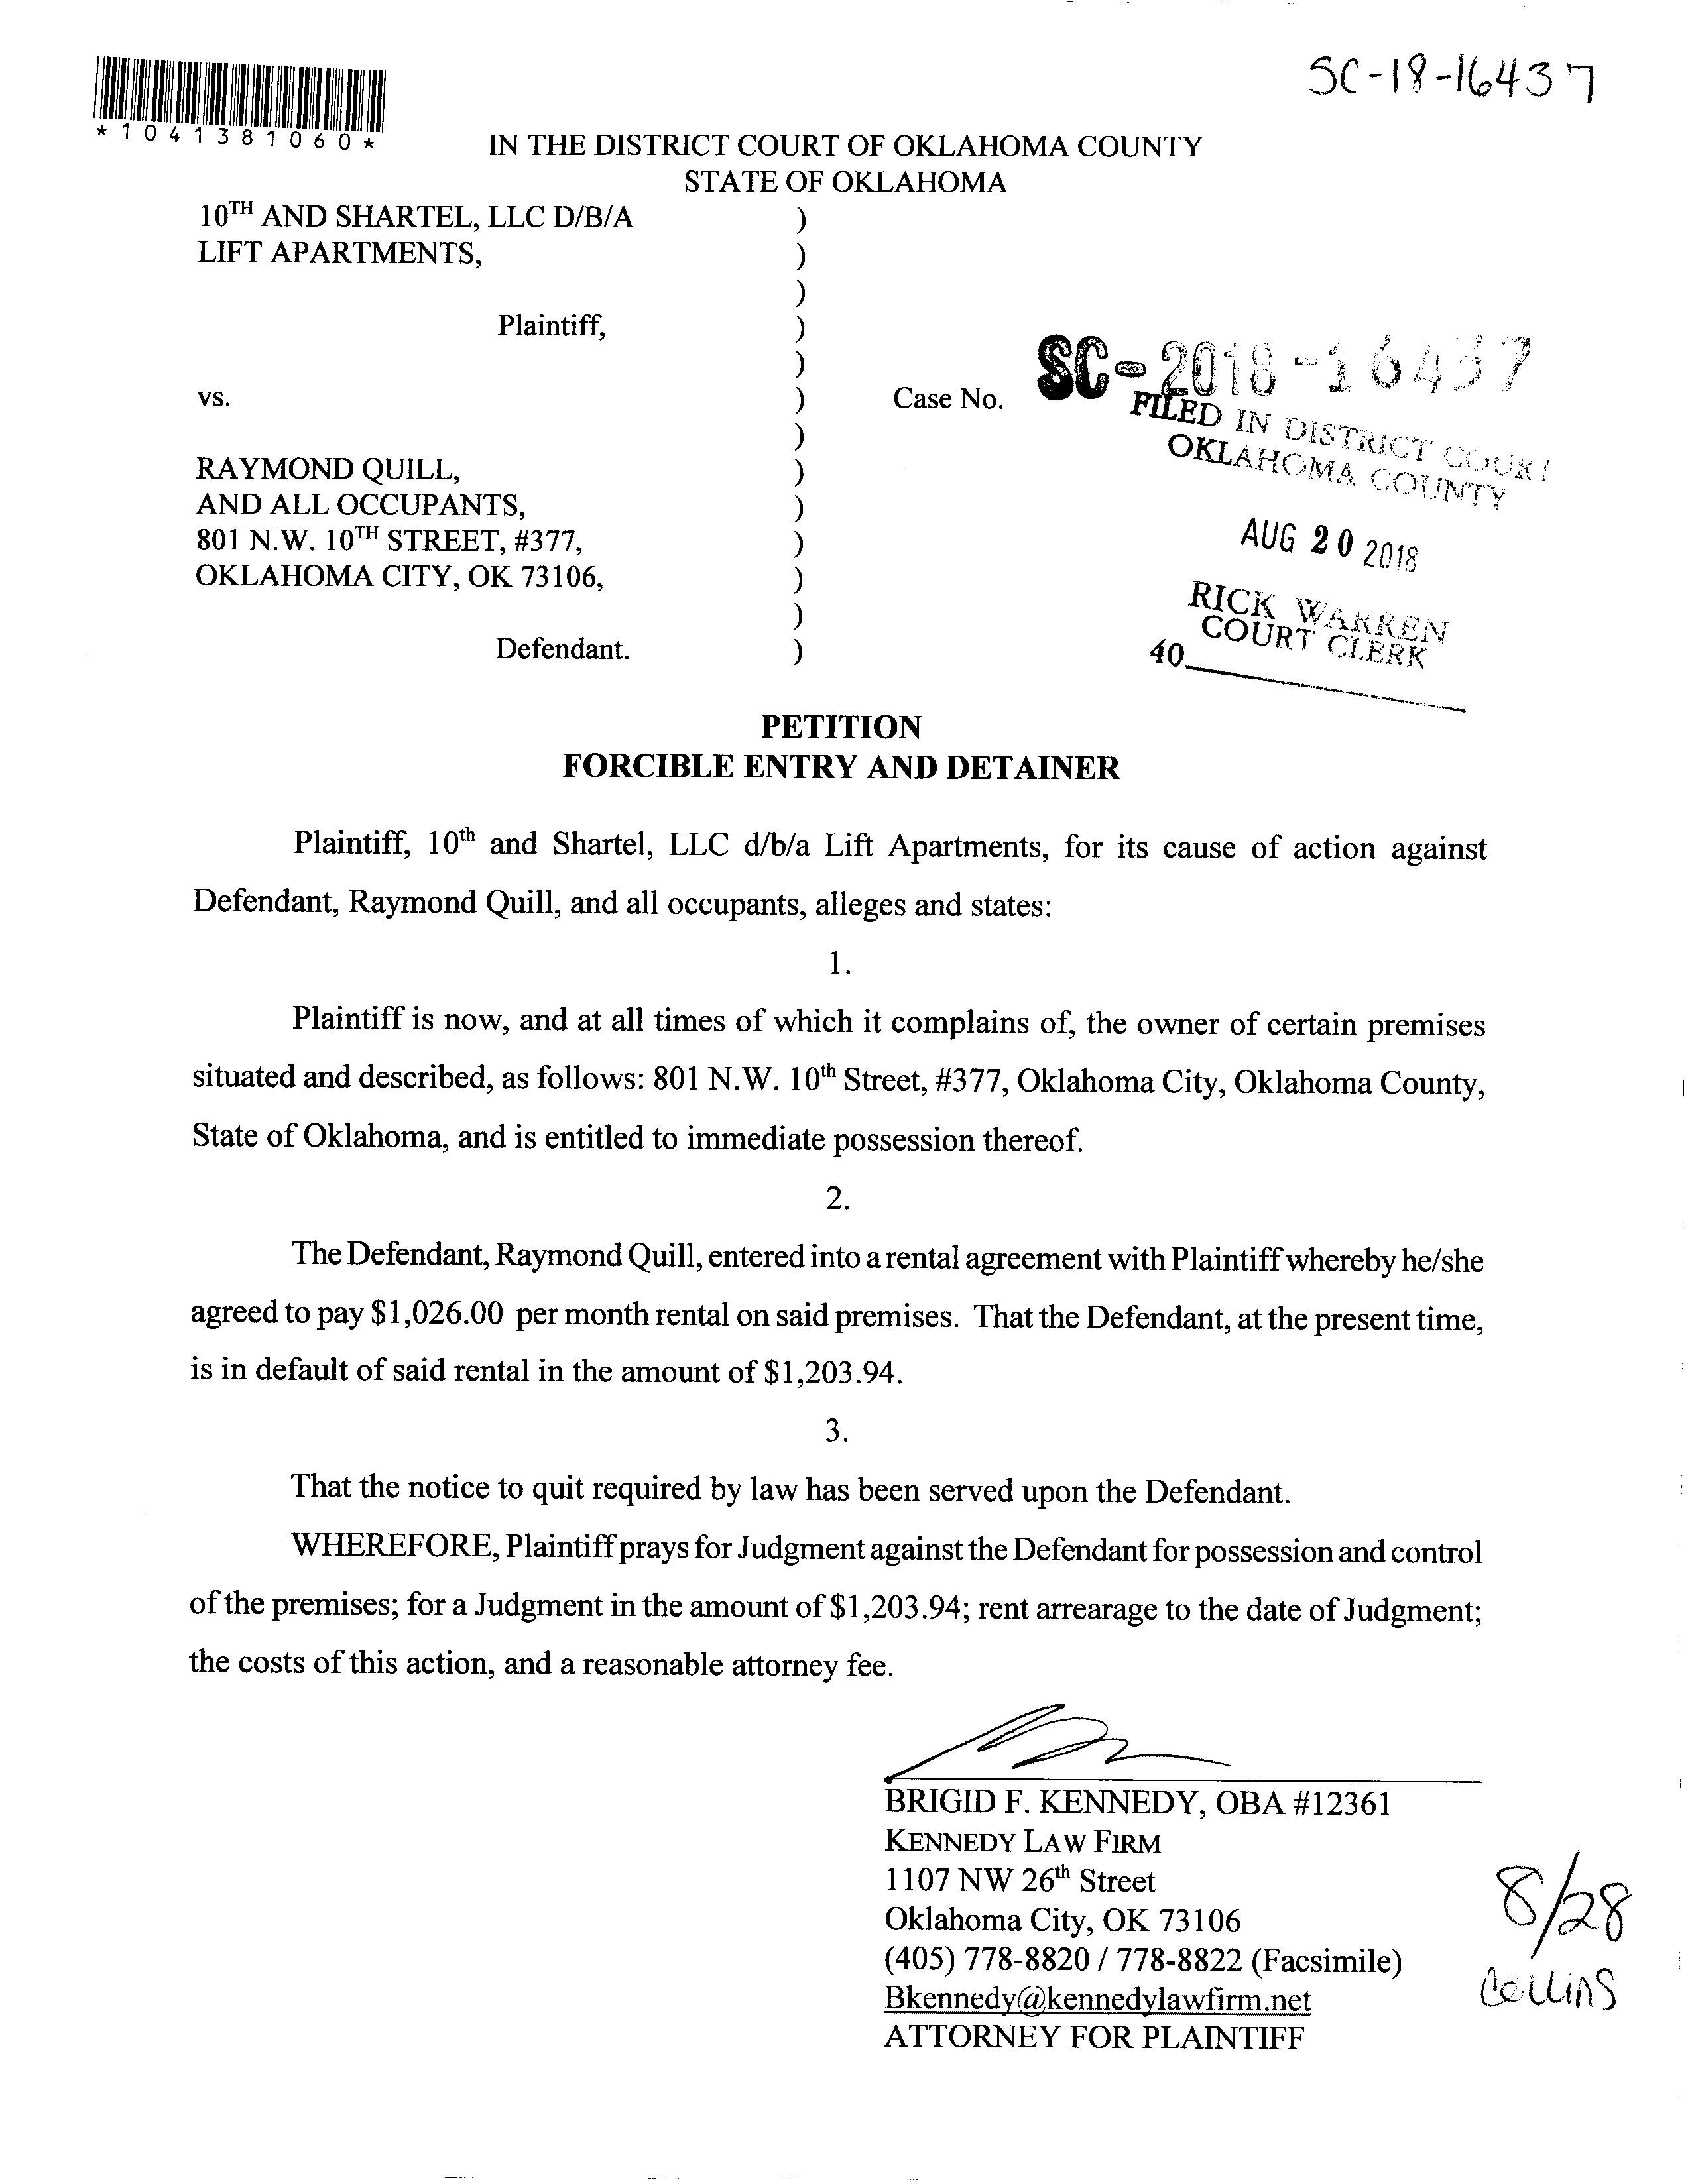 SC-18-16437
*1041381060*
IN THE DISTRICT COURT OF OKLAHOMA COUNTY
STATE OF OKLAHOMA
10TH AND SHARTEL, LLC D/B/A )
LIFT APARTMENTS, )
)
Plaintiff, )
)
vs. ) Case No. SC-2018-16437
)
RAYMOND QUILL, )
AND ALL OCCUPANTS, )
801 N.W. 10TH STREET, #377, )
OKLAHOMA CITY, OK 73106, )
)
Defendant. )
FILED IN DISTRICT COURT
OKLAHOMA COUNTY
AUG 20 2018
RICK WARREN
COURT CLERK
40
PETITION
FORCIBLE ENTRY AND DETAINER
Plaintiff, 10th and Shartel, LLC d/b/a Lift Apartments, for its cause of action against
Defendant, Raymond Quill, and all occupants, alleges and states:
1.
Plaintiff is now, and at all times of which it complains of, the owner of certain premises
situated and described, as follows: 801 N.W. 10th Street, #377, Oklahoma City, Oklahoma County,
State of Oklahoma, and is entitled to immediate possession thereof.
2.
The Defendant, Raymond Quill, entered into a rental agreement with Plaintiff whereby he/she
agreed to pay $1,026.00 per month rental on said premises. That the Defendant, at the present time,
is in default of said rental in the amount of $1,203.94.
3.
That the notice to quit required by law has been served upon the Defendant.
WHEREFORE, Plaintiff prays for Judgment against the Defendant for possession and control
of the premises; for a Judgment in the amount of $1,203.94; rent arrearage to the date of Judgment;
the costs of this action, and a reasonable attorney fee.
BRIGID F. KENNEDY, OBA #12361
KENNEDY LAW FIRM
1107 NW 26th Street
Oklahoma City, OK 73106
(405) 778-8820 / 778-8822 (Facsimile)
Bkennedy@kennedylawfirm.net
ATTORNEY FOR PLAINTIFF
8/28
Collins